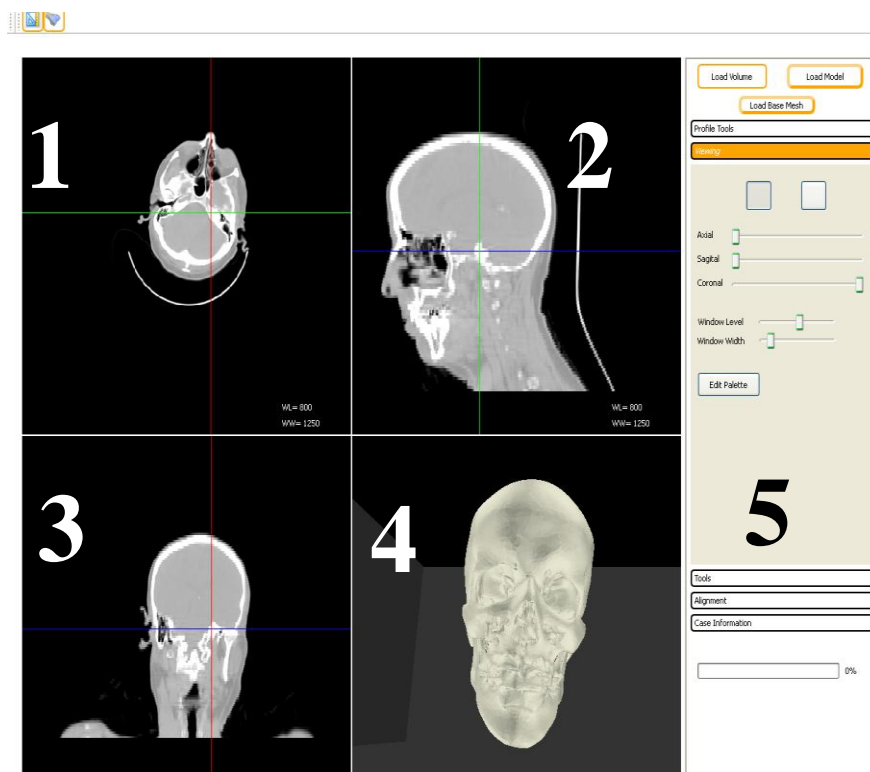 1
WL= 800
WW= 1250
2
WL= 800
WW= 1250
3
4
Load Volume
Load Model
Load Base Mesh
Profile Tools
Viewing
Axial
Sagital
Coronal
Window Level
Window Width
Edit Palette
5
Tools
Alignment
Case Information
0%